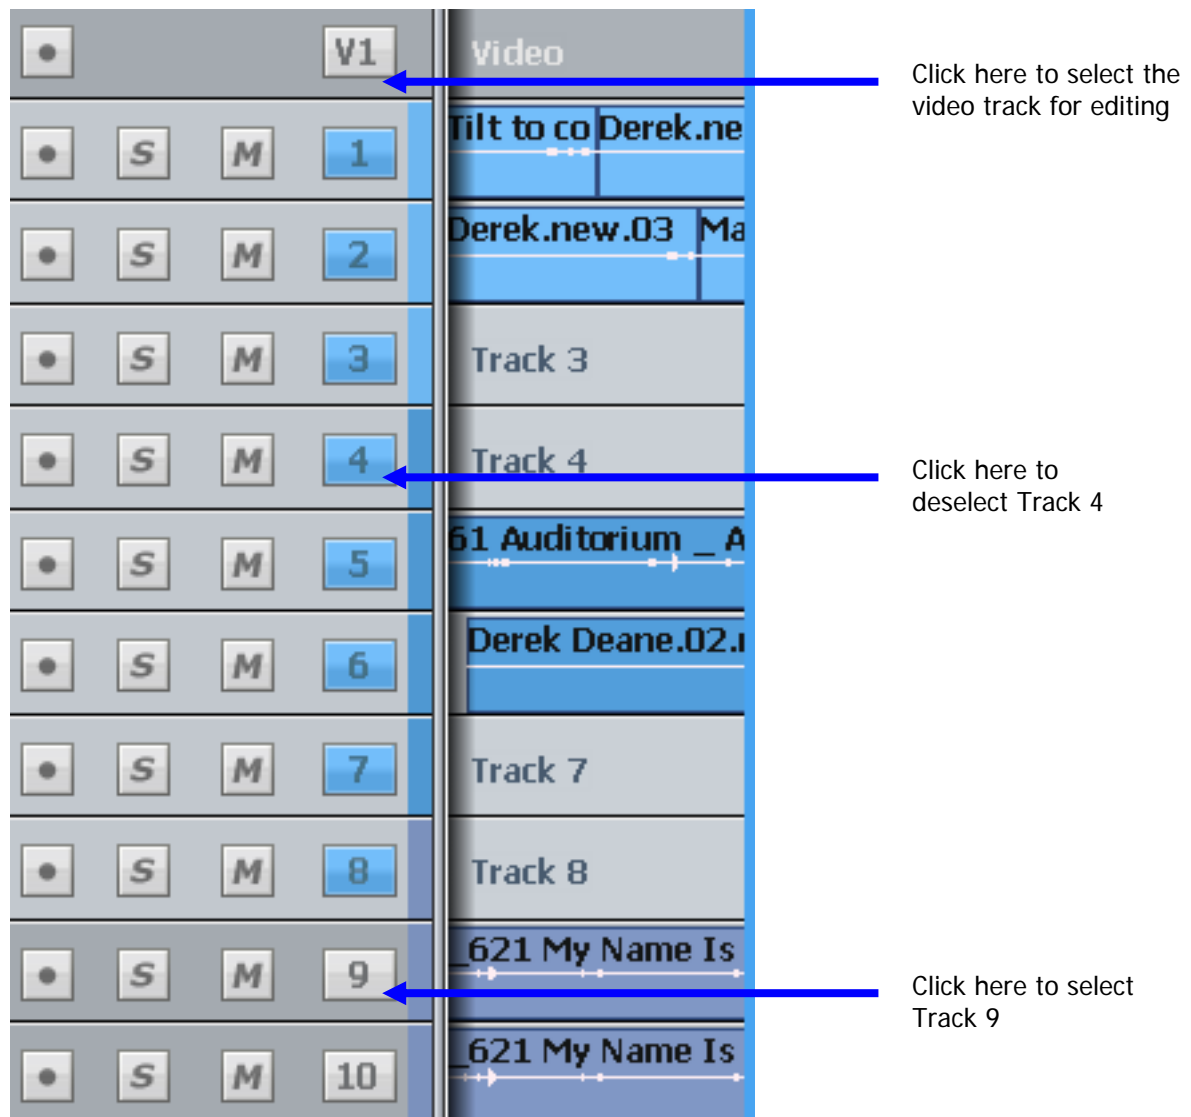 V1 Video
Click here to select the
video track for editing
S M 1 Tilt to co Derek.ne
S M 2 Derek.new.03 Ma
S M 3 Track 3
S M 4 Track 4
Click here to
deselect Track 4
S M 5 61 Auditorium _ A
S M 6 Derek Deane.02.
S M 7 Track 7
S M 8 Track 8
S M 9 _621 My Name Is
Click here to select
Track 9
S M 10 _621 My Name Is